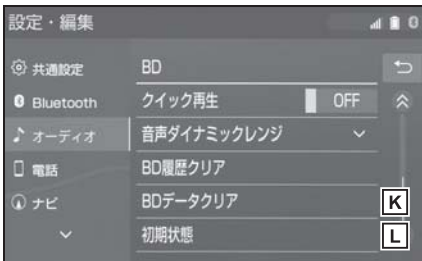 設定・編集
共通設定
BD
Bluetooth
クイック再生 OFF
オーディオ
音声ダイナミックレンジ
電話
BD履歴クリア
ナビ
BDデータクリア
K
初期状態
L